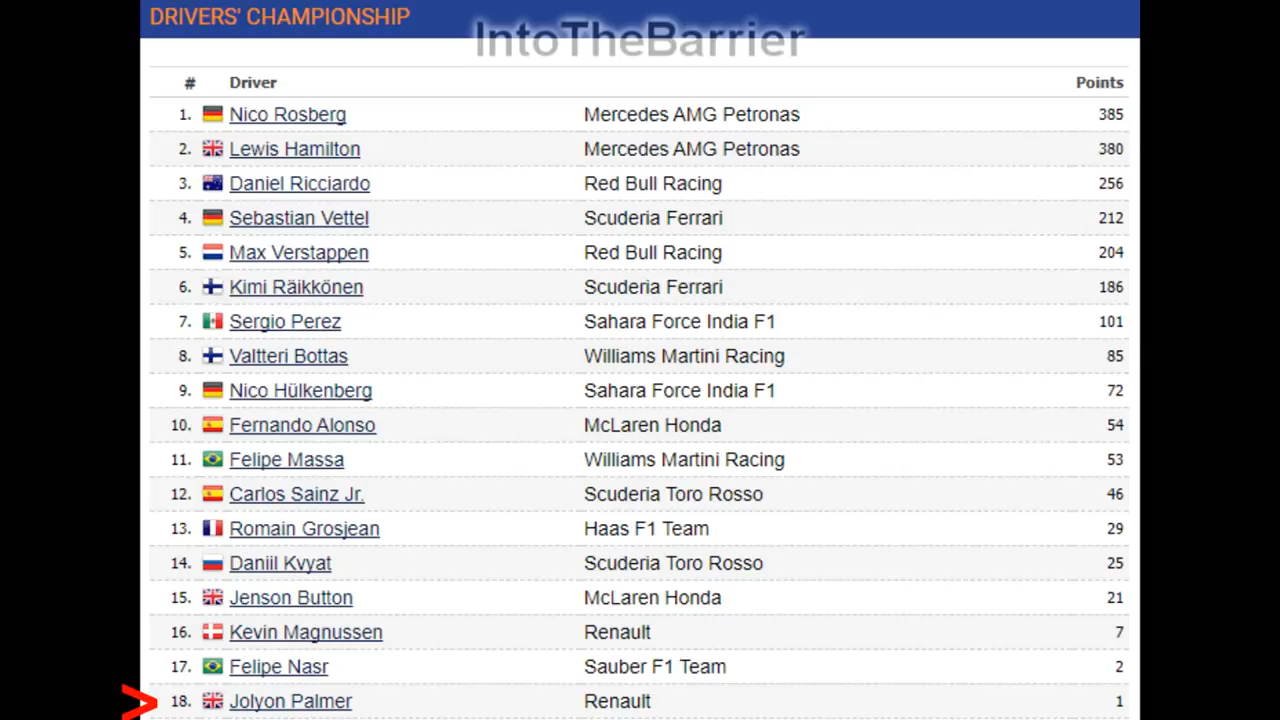 DRIVERS' CHAMPIONSHIP
IntoTheBarrier
# Driver Points
1. Nico Rosberg Mercedes AMG Petronas 385
2. Lewis Hamilton Mercedes AMG Petronas 380
3. Daniel Ricciardo Red Bull Racing 256
4. Sebastian Vettel Scuderia Ferrari 212
5. Max Verstappen Red Bull Racing 204
6. Kimi Räikkönen Scuderia Ferrari 186
7. Sergio Perez Sahara Force India F1 101
8. Valtteri Bottas Williams Martini Racing 85
9. Nico Hülkenberg Sahara Force India F1 72
10. Fernando Alonso McLaren Honda 54
11. Felipe Massa Williams Martini Racing 53
12. Carlos Sainz Jr. Scuderia Toro Rosso 46
13. Romain Grosjean Haas F1 Team 29
14. Daniil Kvyat Scuderia Toro Rosso 25
15. Jenson Button McLaren Honda 21
16. Kevin Magnussen Renault 7
17. Felipe Nasr Sauber F1 Team 2
> 18. Jolyon Palmer Renault 1